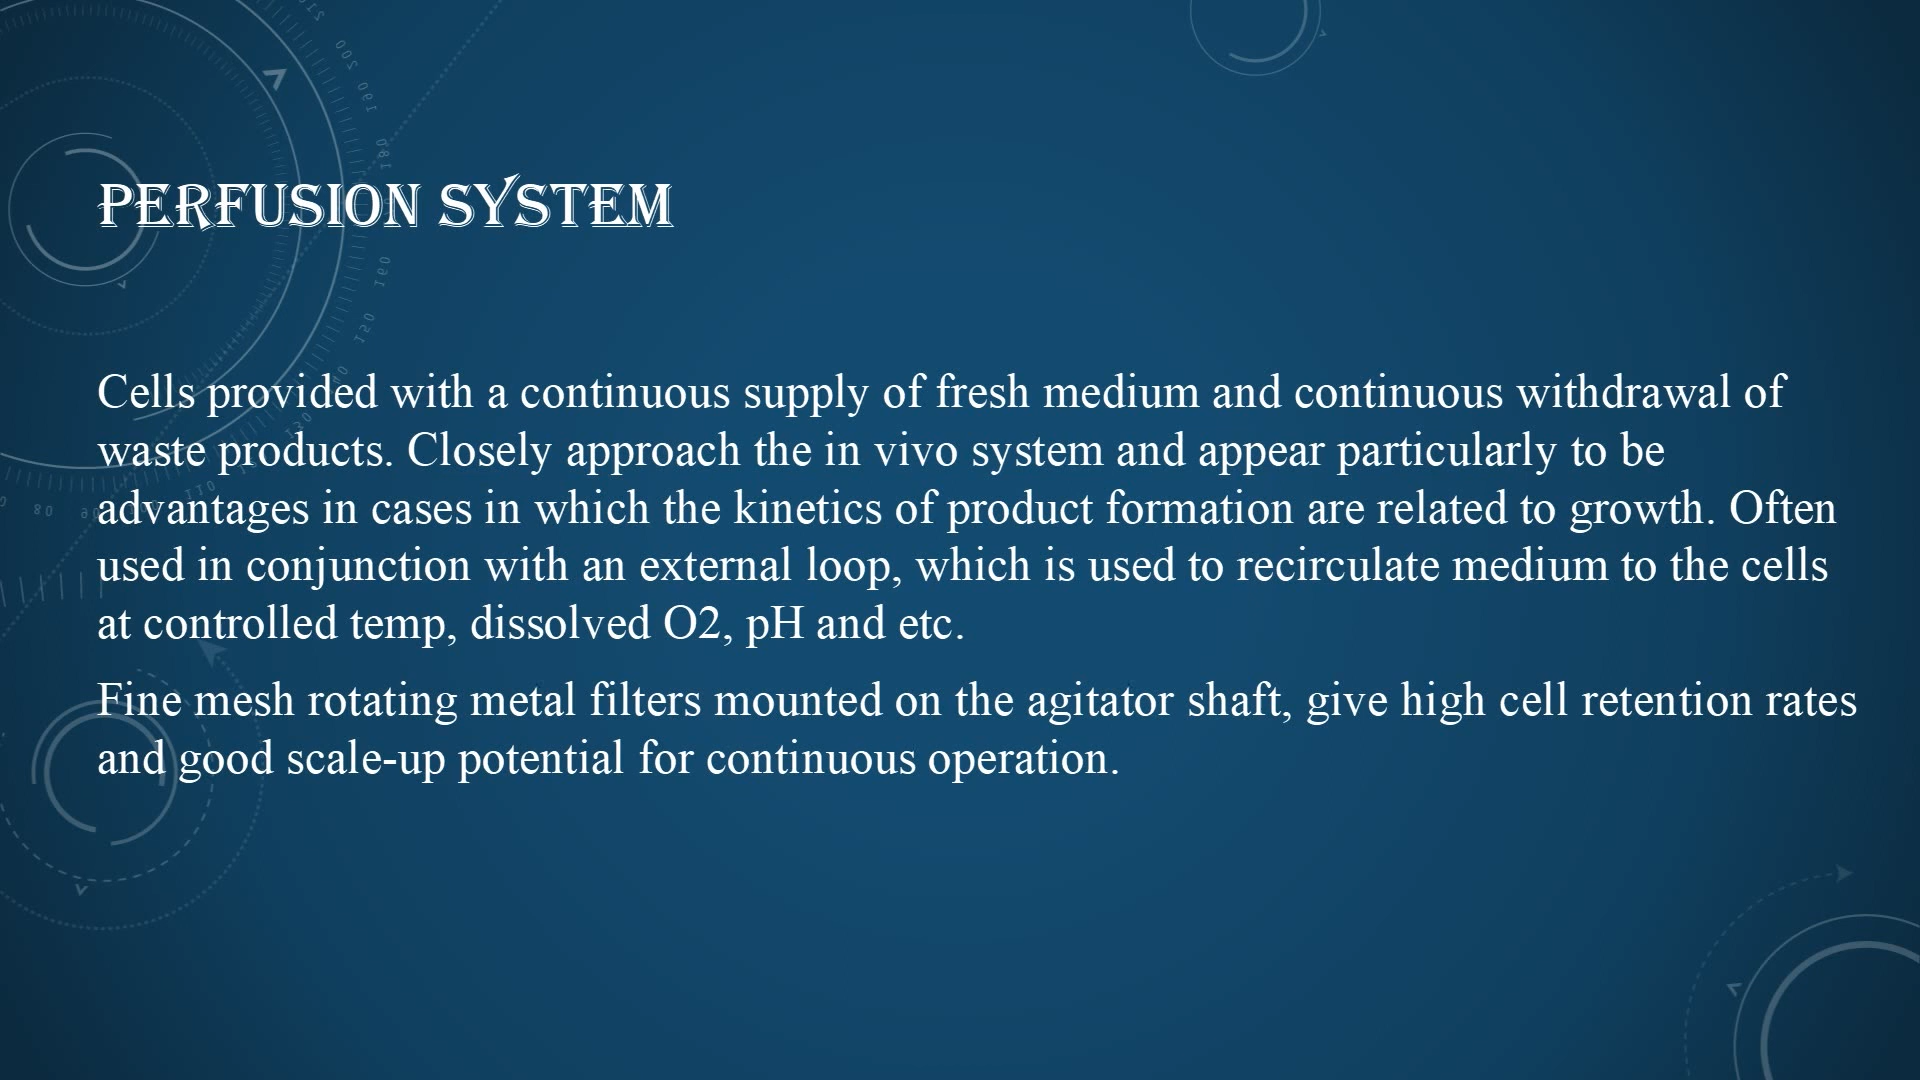 PERFUSION SYSTEM
Cells provided with a continuous supply of fresh medium and continuous withdrawal of
waste products. Closely approach the in vivo system and appear particularly to be
advantages in cases in which the kinetics of product formation are related to growth. Often
used in conjunction with an external loop, which is used to recirculate medium to the cells
at controlled temp, dissolved O2, pH and etc.
Fine mesh rotating metal filters mounted on the agitator shaft, give high cell retention rates
and good scale-up potential for continuous operation.